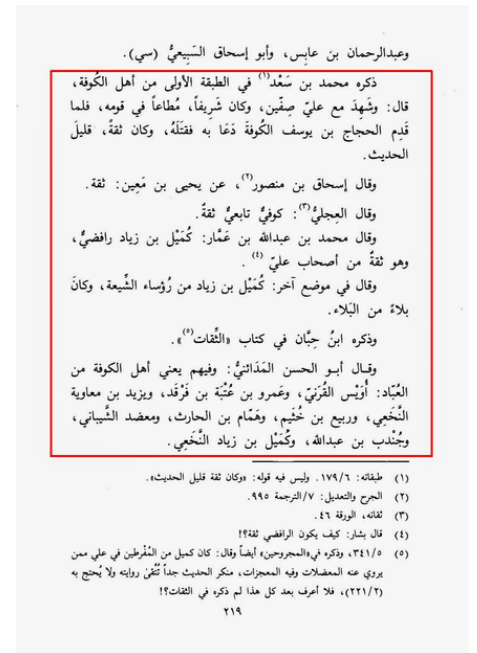 وعبدالرحمان بن عابِس، وأبو إسحاق السَّبِيعيُّ (سي).
ذكره محمد بن سَعْد(١) في الطبقة الأولى من أهل الكُوفة،
قال: وشَهِدَ مع عليّ صِفّين، وكان شَرِيفاً، مُطاعاً في قومه، فلما
قَدِم الحجاج بن يوسف الكُوفةَ دَعَا به فقتَلَهُ، وكان ثقةً، قليلَ
الحديث.
وقال إسحاق بن منصور(٢)، عن يحيى بن مَعِين: ثقة.
وقال العِجليُّ(٣): كوفيٌّ تابعيٌّ ثقةٌ.
وقال محمد بن عبدالله بن عَمَّار: كُمَيْل بن زياد رافضيٌّ،
وهو ثقةٌ من أصحاب عليّ (٤) .
وقال في موضع آخر: كُمَيْل بن زياد من رُؤساء الشِّيعة، وكانَ
بلاءً من البَلاء.
وذكره ابنُ حِبَّان في كتاب «الثِّقات(٥)».
وقال أبو الحسن المَدَائنيُّ: وفيهم يعني أهل الكوفة من
العُبّاد: أُوَيْس القُرَنيّ، وعَمرو بن عُتْبَة بن فَرْقَد، ويزيد بن معاوية
النَّخَعِي، وربيع بن خُثَيم، وهَمّام بن الحارث، ومعضد الشَّيباني،
وجُنْدب بن عبدالله، وكُمَيْل بن زياد النَّخَعِي.
(١) طبقاته: ١٧٩/٦. وليس فيه قوله: «وكان ثقة قليل الحديث».
(٢) الجرح والتعديل: ٧/الترجمة ٩٩٥.
(٣) ثقاته، الورقة ٤٦.
(٤) قال بشار: كيف يكون الرافضي ثقة؟!
(٥) ٣٤١/٥، وذكره في«المجروحين» أيضاً وقال: كان كميل من المُفْرطين في علي ممن
يروي عنه المعضلات وفيه المعجزات، منكر الحديث جداً تُتَّقىٰ روايته ولا يُحتج به
(٢٢١/٢)، فلا أعرف بعد كل هذا لم ذكره في الثقات؟!
٢١٩